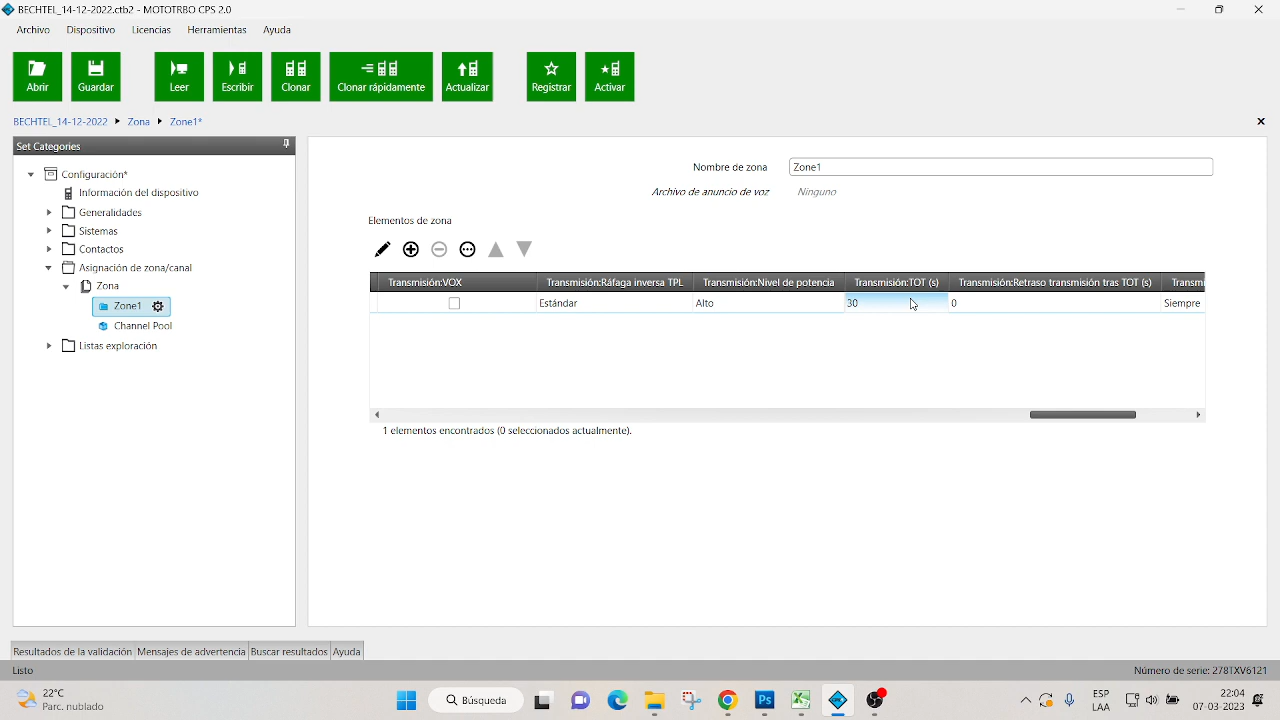 BECHTEL_14-12-2022.ctb2 - MOTOTRBO CPS 2.0
Archivo Dispositivo Licencias Herramientas Ayuda
Abrir Guardar Leer Escribir Clonar Clonar rápidamente Actualizar Registrar Activar
BECHTEL_14-12-2022 Zona Zone1*
Set Categories
Configuración*
Información del dispositivo
Generalidades
Sistemas
Contactos
Asignación de zona/canal
Zona
Zone1
Channel Pool
Listas exploración
Nombre de zona Zone1
Archivo de anuncio de voz Ninguno
Elementos de zona
Transmisión:VOX Transmisión:Ráfaga inversa TPL Transmisión:Nivel de potencia Transmisión:TOT (s) Transmisión:Retraso transmisión tras TOT (s) Transmi
Estándar Alto 30 0 Siempre
1 elementos encontrados (0 seleccionados actualmente).
Resultados de la validación Mensajes de advertencia Buscar resultados Ayuda
Listo Número de serie: 278TXV6121
22°C
Parc. nublado
Búsqueda
ESP
LAA
22:04
07-03-2023